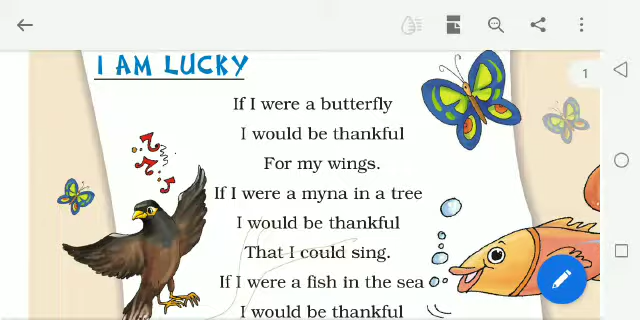 I AM LUCKY
1
If I were a butterfly
I would be thankful
For my wings.
If I were a myna in a tree
I would be thankful
That I could sing.
If I were a fish in the sea
I would be thankful